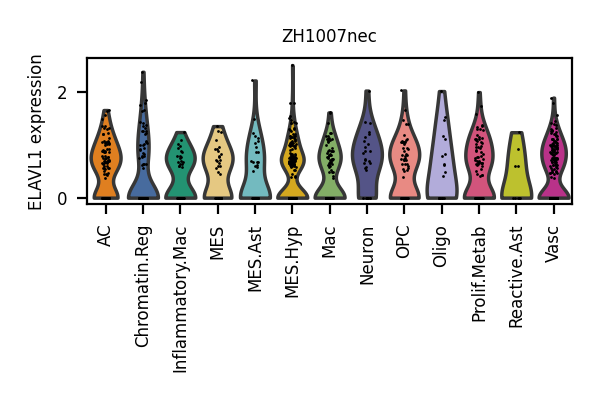 ZH1007nec
ELAVL1 expression
2
0
AC
Chromatin.Reg
Inflammatory.Mac
MES
MES.Ast
MES.Hyp
Mac
Neuron
OPC
Oligo
Prolif.Metab
Reactive.Ast
Vasc